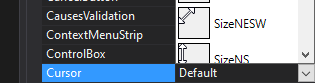 CausesValidation
ContextMenuStrip
ControlBox
Cursor
SizeNESW
SizeNS
Default